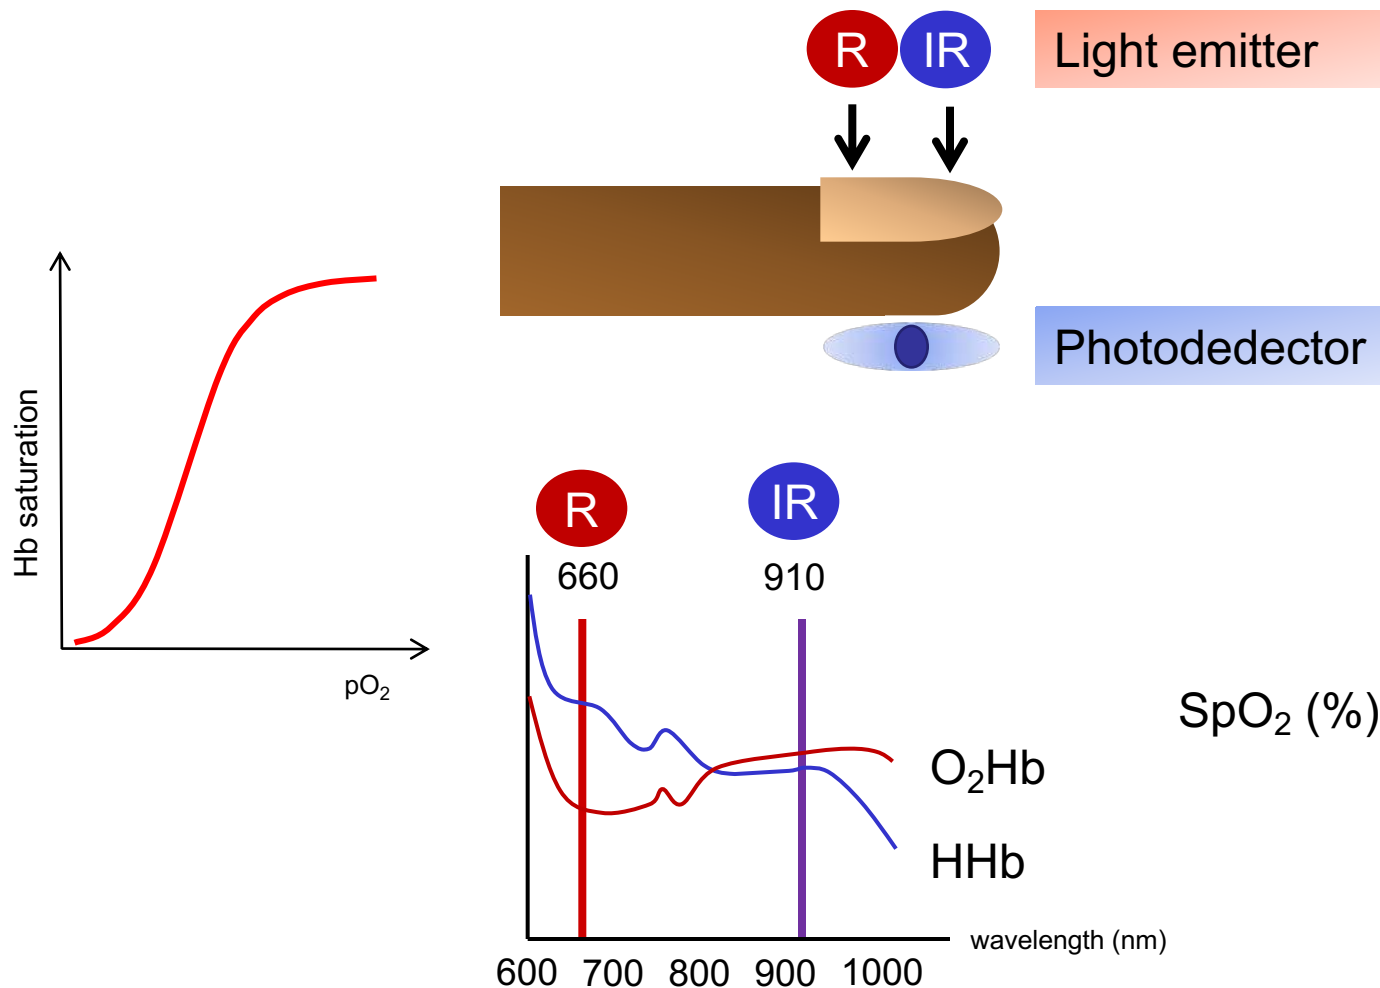 R IR
Light emitter
Photodedector
Hb saturation
pO₂
R IR
660 910
SpO₂ (%)
O₂Hb
HHb
wavelength (nm)
600 700 800 900 1000